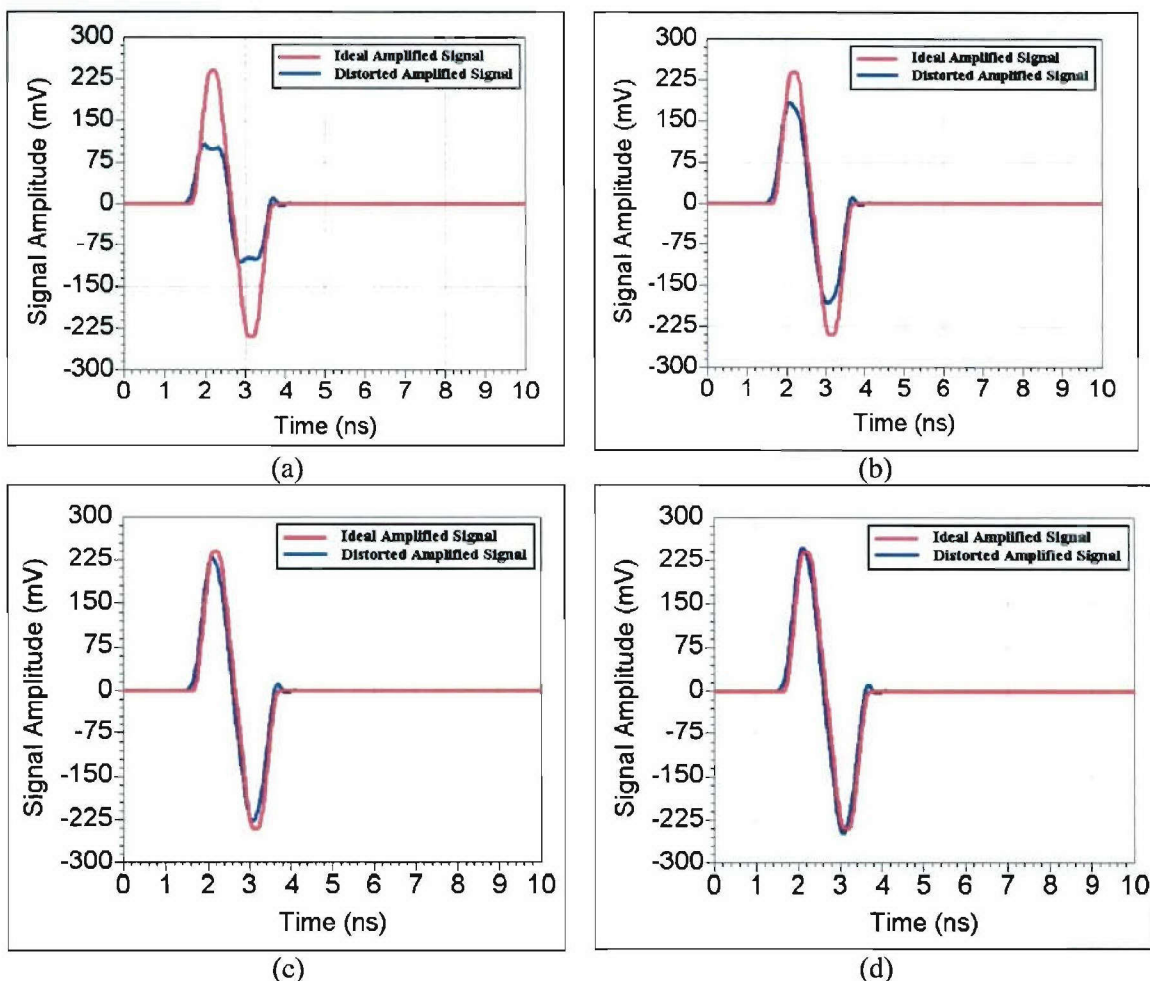 300
225
150
75
0
-75
-150
-225
-300
Signal Amplitude (mV)
Ideal Amplified Signal
Distorted Amplified Signal
0 1 2 3 4 5 6 7 8 9 10
Time (ns)
(a)
300
225
150
75
0
-75
-150
-225
-300
Signal Amplitude (mV)
Ideal Amplified Signal
Distorted Amplified Signal
0 1 2 3 4 5 6 7 8 9 10
Time (ns)
(b)
300
225
150
75
0
-75
-150
-225
-300
Signal Amplitude (mV)
Ideal Amplified Signal
Distorted Amplified Signal
0 1 2 3 4 5 6 7 8 9 10
Time (ns)
(c)
300
225
150
75
0
-75
-150
-225
-300
Signal Amplitude (mV)
Ideal Amplified Signal
Distorted Amplified Signal
0 1 2 3 4 5 6 7 8 9 10
Time (ns)
(d)